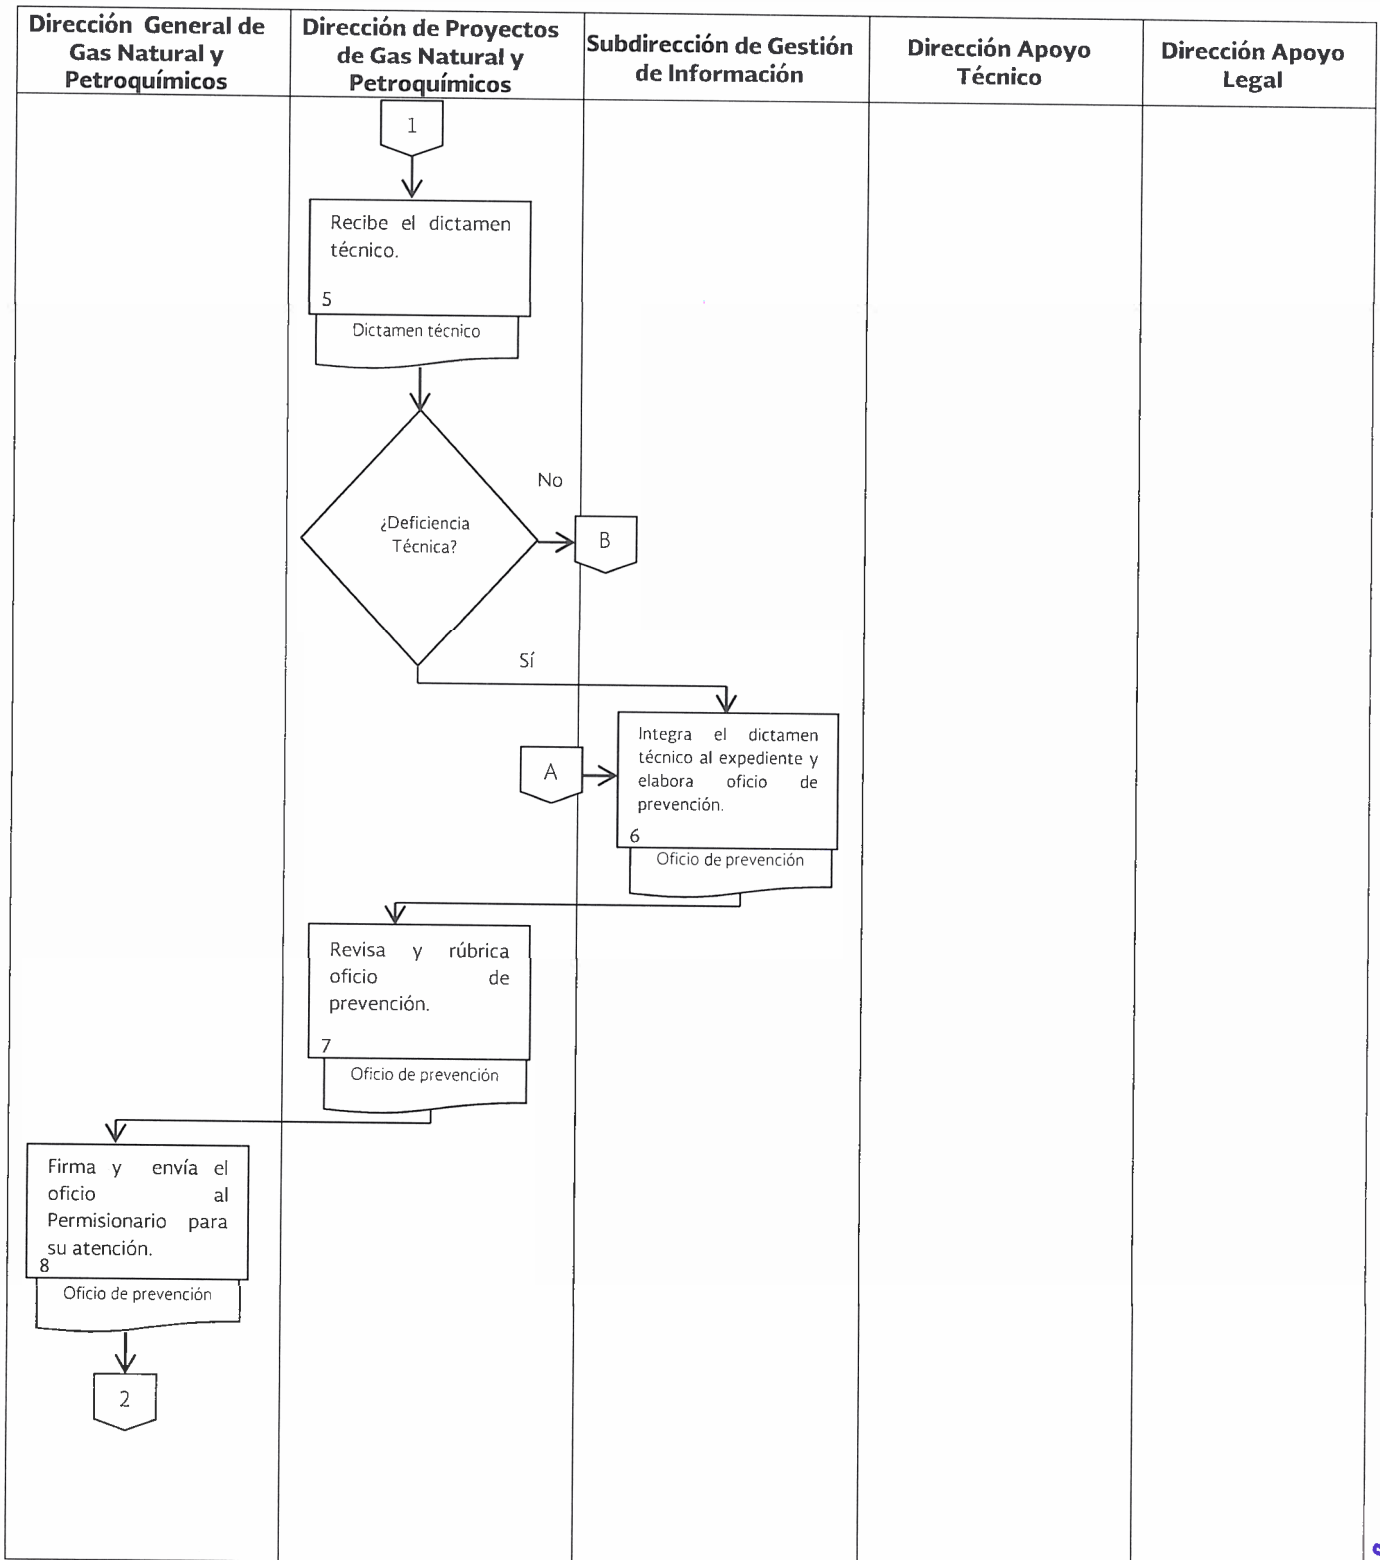 Dirección General de
Gas Natural y
Petroquímicos
Dirección de Proyectos
de Gas Natural y
Petroquímicos
Subdirección de Gestión
de Información
Dirección Apoyo
Técnico
Dirección Apoyo
Legal
1
Recibe el dictamen
técnico.
5
Dictamen técnico
No
¿Deficiencia
Técnica?
B
Sí
Integra el dictamen
técnico al expediente y
elabora oficio de
prevención.
6
A
Oficio de prevención
Revisa y rúbrica
oficio de
prevención.
7
Oficio de prevención
Firma y envía el
oficio al
Permisionario para
su atención.
8
Oficio de prevención
2